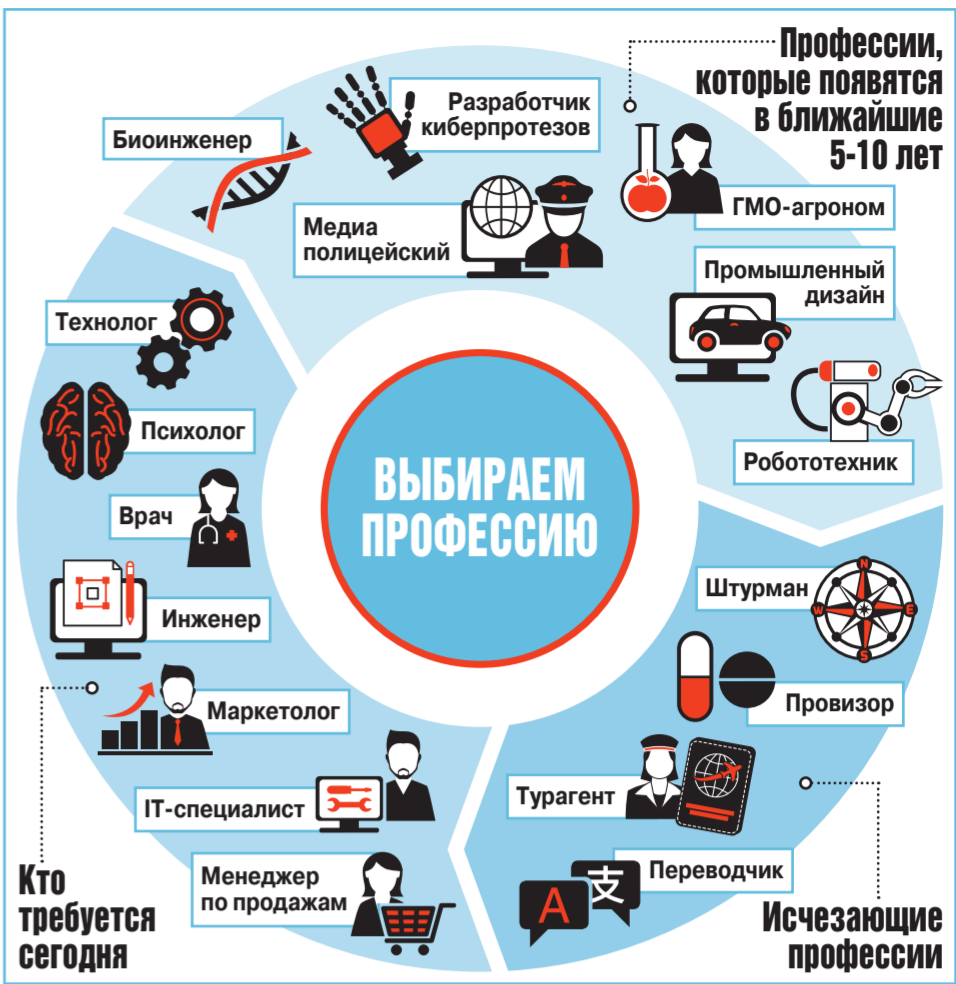 Профессии,
которые появятся
в ближайшие
5-10 лет
Биоинженер
Разработчик
киберпротезов
Медиа
полицейский
ГМО-агроном
Промышленный
дизайн
Робототехник
ВЫБИРАЕМ
ПРОФЕССИЮ
Технолог
Психолог
Врач
Инженер
Маркетолог
IT-специалист
Менеджер
по продажам
Кто
требуется
сегодня
Штурман
N
W
E
S
Провизор
Турагент
Переводчик
A
支
Исчезающие
профессии